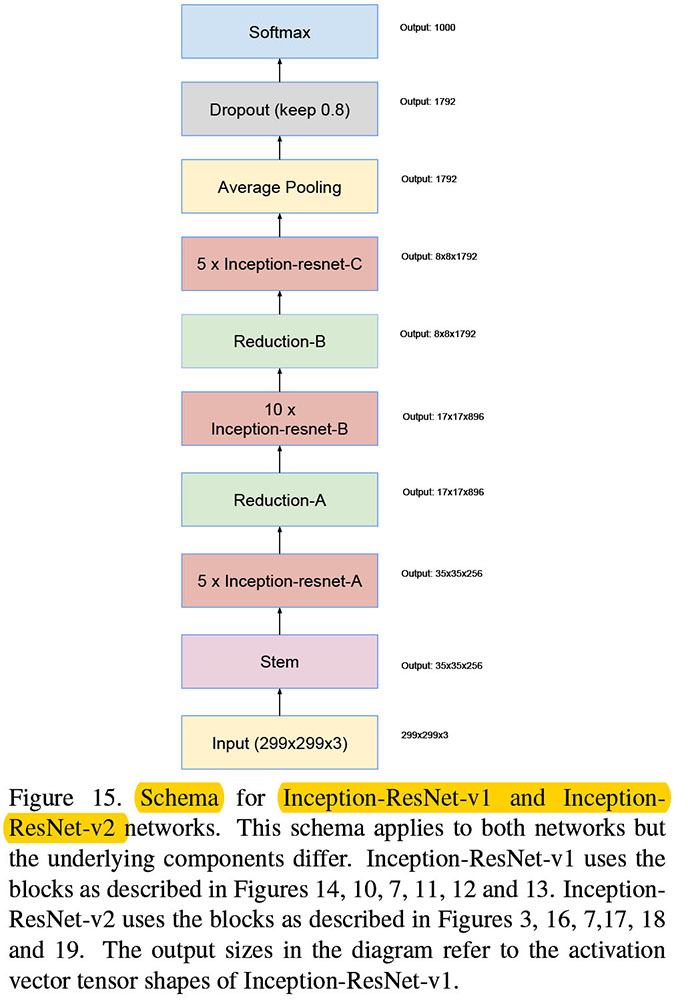 Softmax
Output: 1000
Dropout (keep 0.8)
Output: 1792
Average Pooling
Output: 1792
5 x Inception-resnet-C
Output: 8x8x1792
Reduction-B
Output: 8x8x1792
10 x
Inception-resnet-B
Output: 17x17x896
Reduction-A
Output: 17x17x896
5 x Inception-resnet-A
Output: 35x35x256
Stem
Output: 35x35x256
Input (299x299x3)
299x299x3
Figure 15. Schema for Inception-ResNet-v1 and Inception-
ResNet-v2 networks. This schema applies to both networks but
the underlying components differ. Inception-ResNet-v1 uses the
blocks as described in Figures 14, 10, 7, 11, 12 and 13. Inception-
ResNet-v2 uses the blocks as described in Figures 3, 16, 7,17, 18
and 19. The output sizes in the diagram refer to the activation
vector tensor shapes of Inception-ResNet-v1.